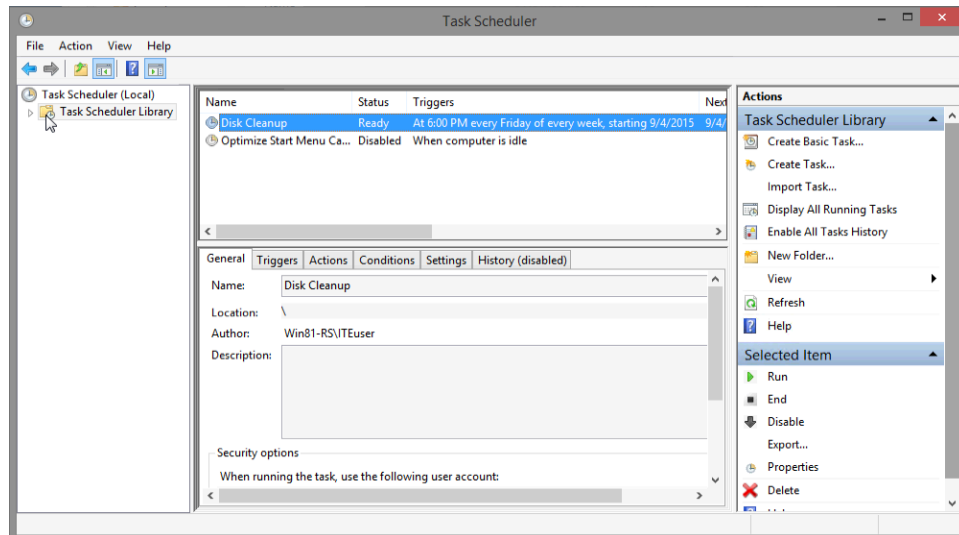 Task Scheduler
File Action View Help
Task Scheduler (Local)
Task Scheduler Library
Name Status Triggers Next
Disk Cleanup Ready At 6:00 PM every Friday of every week, starting 9/4/2015 9/4/
Optimize Start Menu Ca... Disabled When computer is idle
General Triggers Actions Conditions Settings History (disabled)
Name: Disk Cleanup
Location: \
Author: Win81-RS\ITEuser
Description:
Security options
When running the task, use the following user account:
Actions
Task Scheduler Library
Create Basic Task...
Create Task...
Import Task...
Display All Running Tasks
Enable All Tasks History
New Folder...
View
Refresh
Help
Selected Item
Run
End
Disable
Export...
Properties
Delete